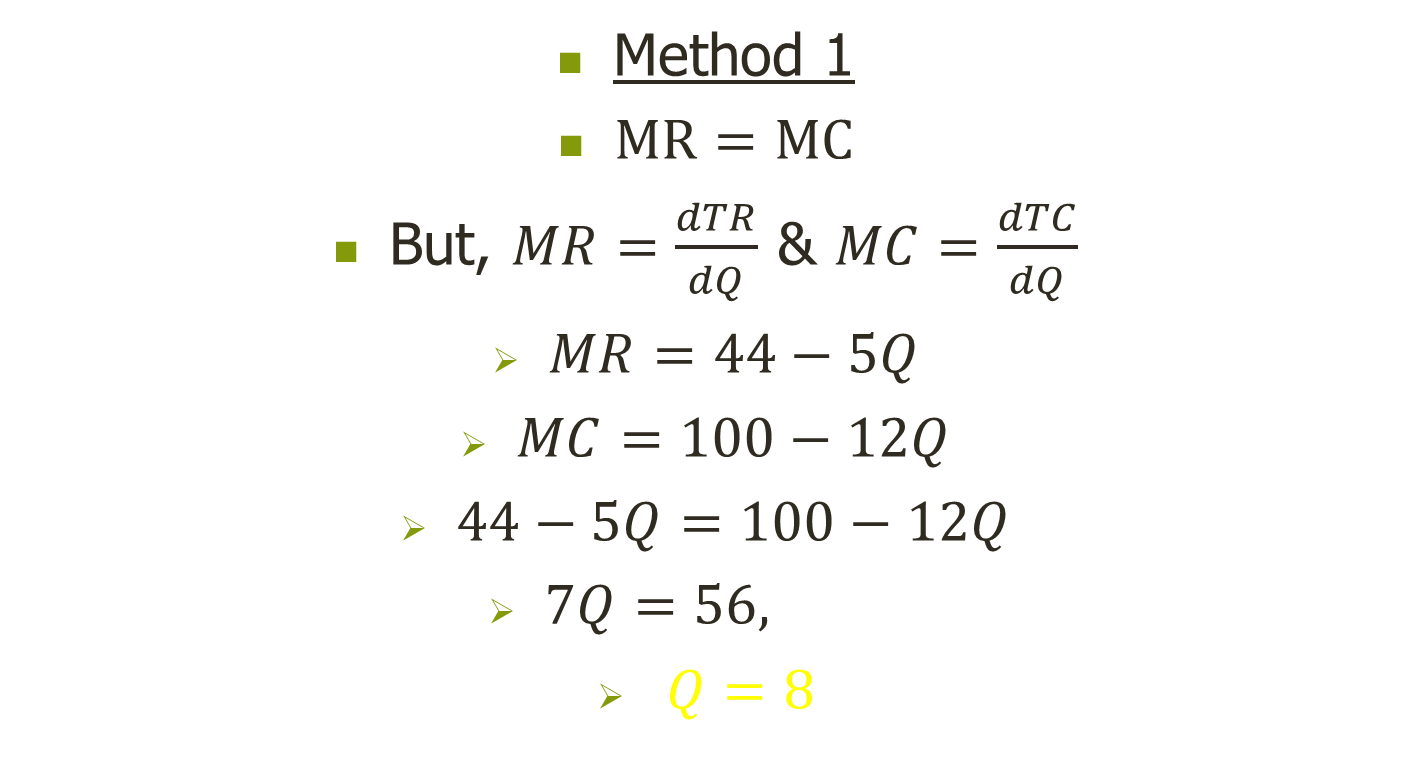 ■ Method 1
■ MR = MC
■ But, MR = dTR/dQ & MC = dTC/dQ
➢ MR = 44 − 5Q
➢ MC = 100 − 12Q
➢ 44 − 5Q = 100 − 12Q
➢ 7Q = 56,
➢ Q = 8